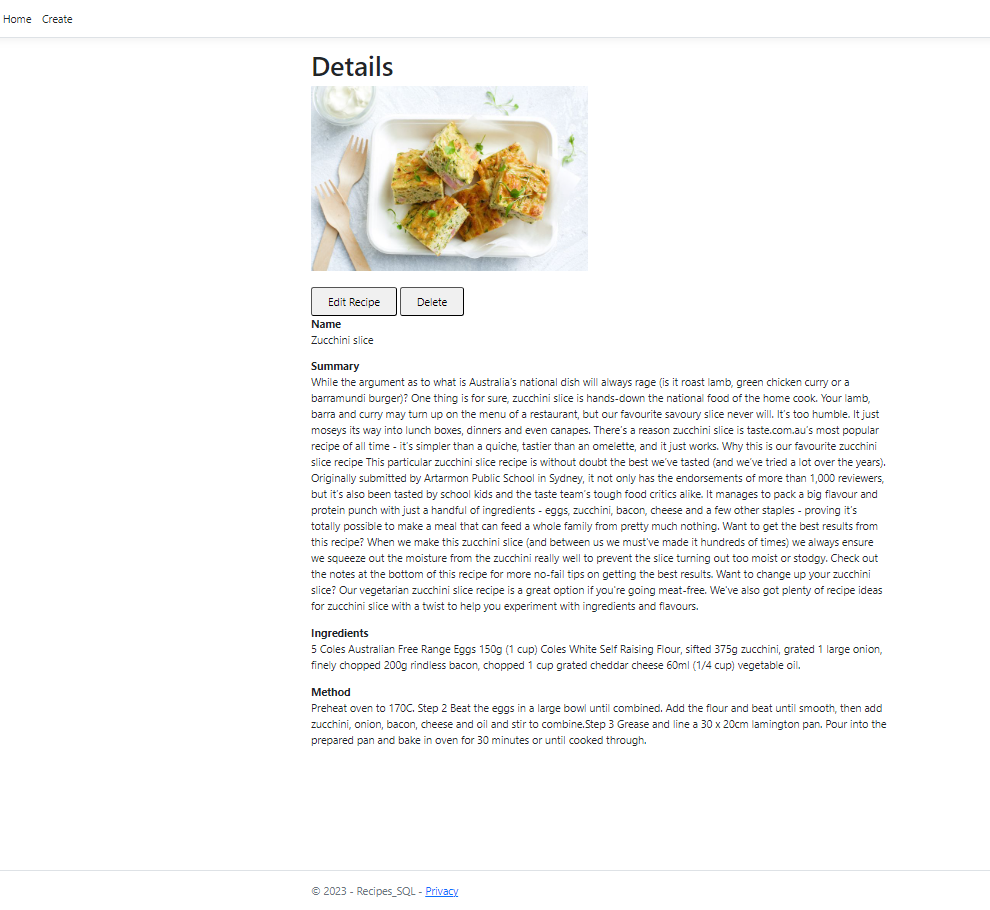 Home Create
Details
Edit Recipe Delete
Name
Zucchini slice
Summary
While the argument as to what is Australia's national dish will always rage (is it roast lamb, green chicken curry or a
barramundi burger)? One thing is for sure, zucchini slice is hands-down the national food of the home cook. Your lamb,
barra and curry may turn up on the menu of a restaurant, but our favourite savoury slice never will. It's too humble. It just
moseys its way into lunch boxes, dinners and even canapes. There's a reason zucchini slice is taste.com.au's most popular
recipe of all time - it's simpler than a quiche, tastier than an omelette, and it just works. Why this is our favourite zucchini
slice recipe This particular zucchini slice recipe is without doubt the best we've tasted (and we've tried a lot over the years).
Originally submitted by Artarmon Public School in Sydney, it not only has the endorsements of more than 1,000 reviewers,
but it's also been tasted by school kids and the taste team's tough food critics alike. It manages to pack a big flavour and
protein punch with just a handful of ingredients - eggs, zucchini, bacon, cheese and a few other staples - proving it's
totally possible to make a meal that can feed a whole family from pretty much nothing. Want to get the best results from
this recipe? When we make this zucchini slice (and between us we must've made it hundreds of times) we always ensure
we squeeze out the moisture from the zucchini really well to prevent the slice turning out too moist or stodgy. Check out
the notes at the bottom of this recipe for more no-fail tips on getting the best results. Want to change up your zucchini
slice? Our vegetarian zucchini slice recipe is a great option if you're going meat-free. We've also got plenty of recipe ideas
for zucchini slice with a twist to help you experiment with ingredients and flavours.
Ingredients
5 Coles Australian Free Range Eggs 150g (1 cup) Coles White Self Raising Flour, sifted 375g zucchini, grated 1 large onion,
finely chopped 200g rindless bacon, chopped 1 cup grated cheddar cheese 60ml (1/4 cup) vegetable oil.
Method
Preheat oven to 170C. Step 2 Beat the eggs in a large bowl until combined. Add the flour and beat until smooth, then add
zucchini, onion, bacon, cheese and oil and stir to combine.Step 3 Grease and line a 30 x 20cm lamington pan. Pour into the
prepared pan and bake in oven for 30 minutes or until cooked through.
© 2023 - Recipes_SQL - Privacy